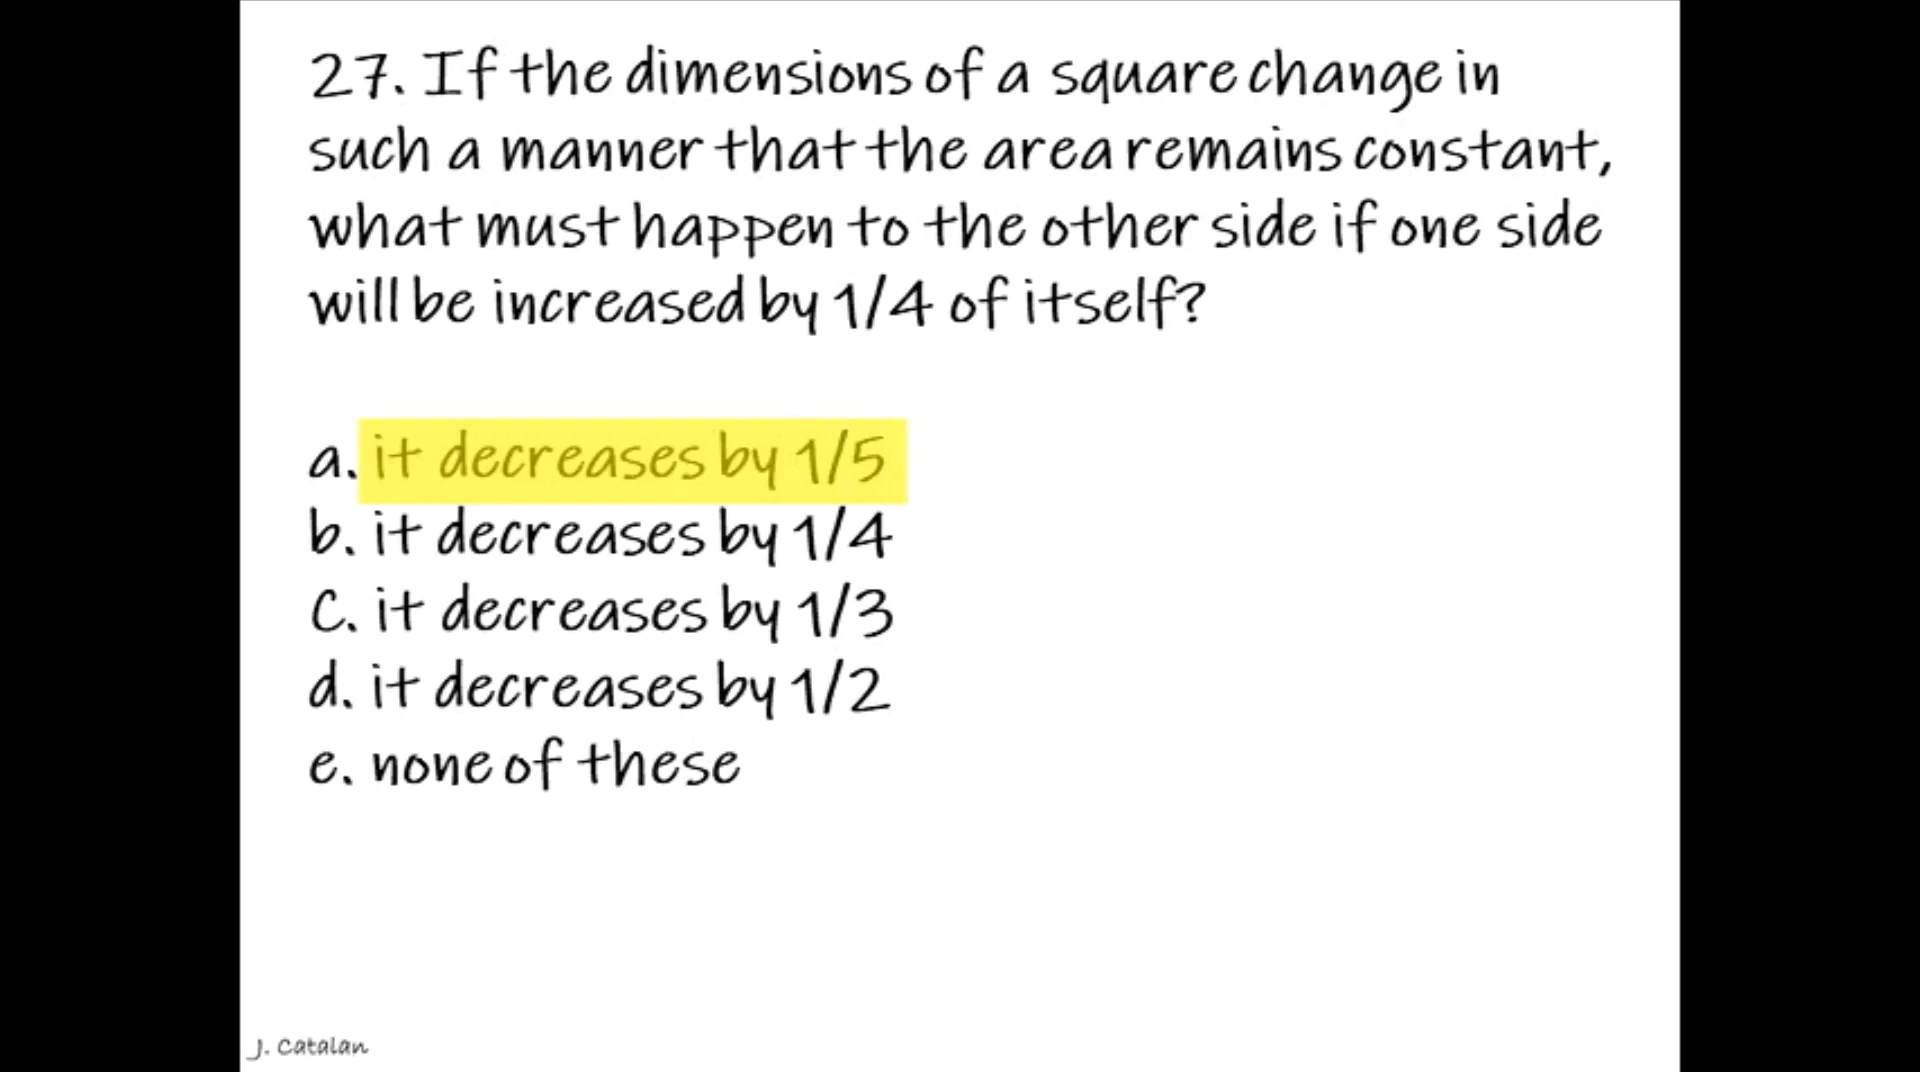 27. If the dimensions of a square change in
such a manner that the area remains constant,
what must happen to the other side if one side
will be increased by 1/4 of itself?
a. it decreases by 1/5
b. it decreases by 1/4
C. it decreases by 1/3
d. it decreases by 1/2
e. none of these
J. Catalan